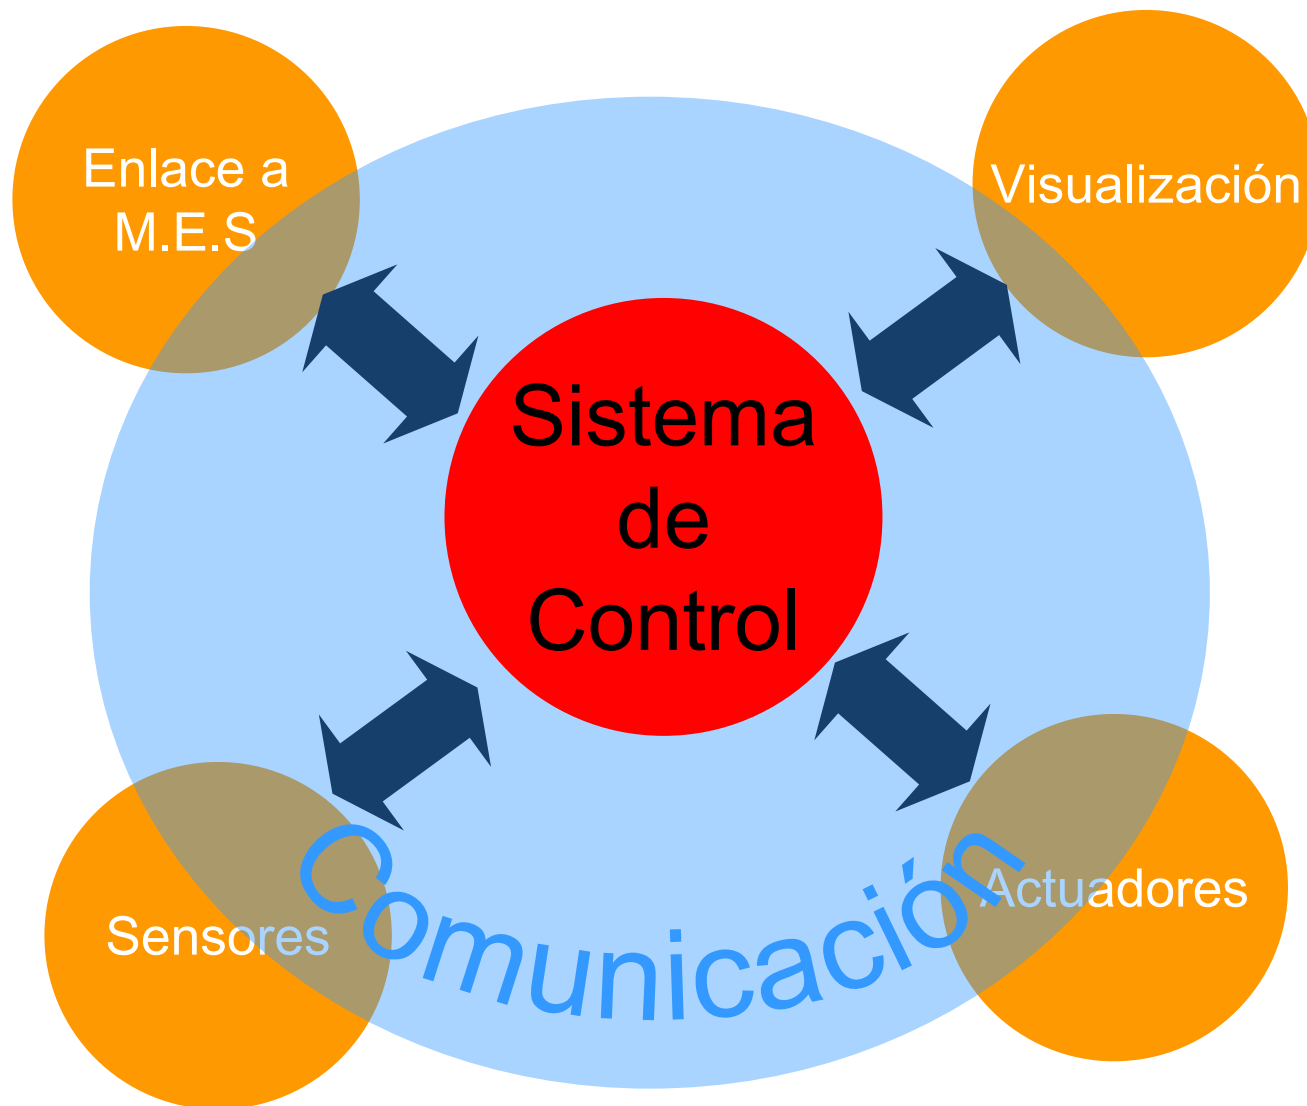 Enlace a
M.E.S
Visualización
Sistema
de
Control
Sensores
Comunicación
Actuadores